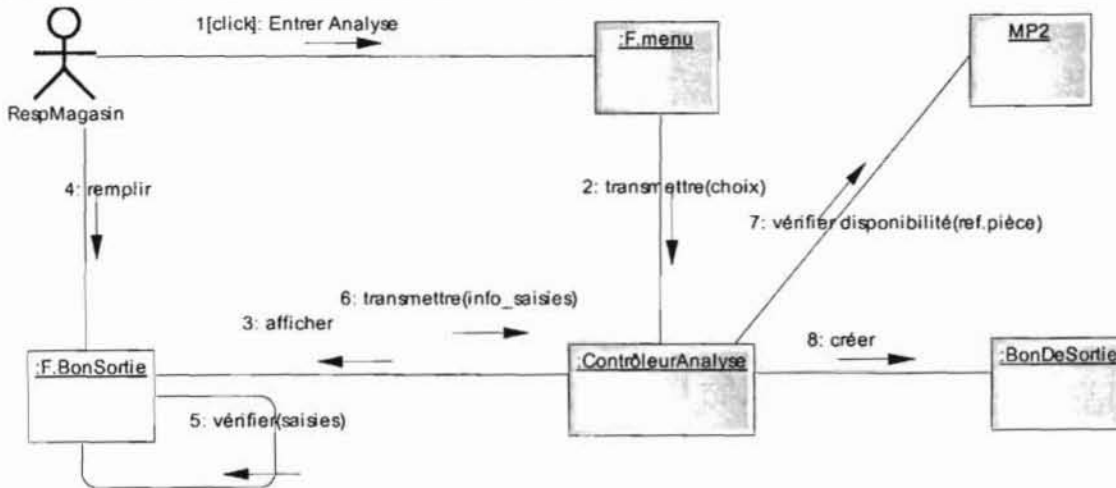 1[click]: Entrer Analyse
:F.menu
MP2
RespMagasin
4: remplir
2: transmettre(choix)
7: vérifier disponibilité(ref.pièce)
6: transmettre(info_saisies)
3: afficher
8: créer
:F.BonSortie
:ContrôleurAnalyse
:BonDeSortie
5: vérifier(saisies)